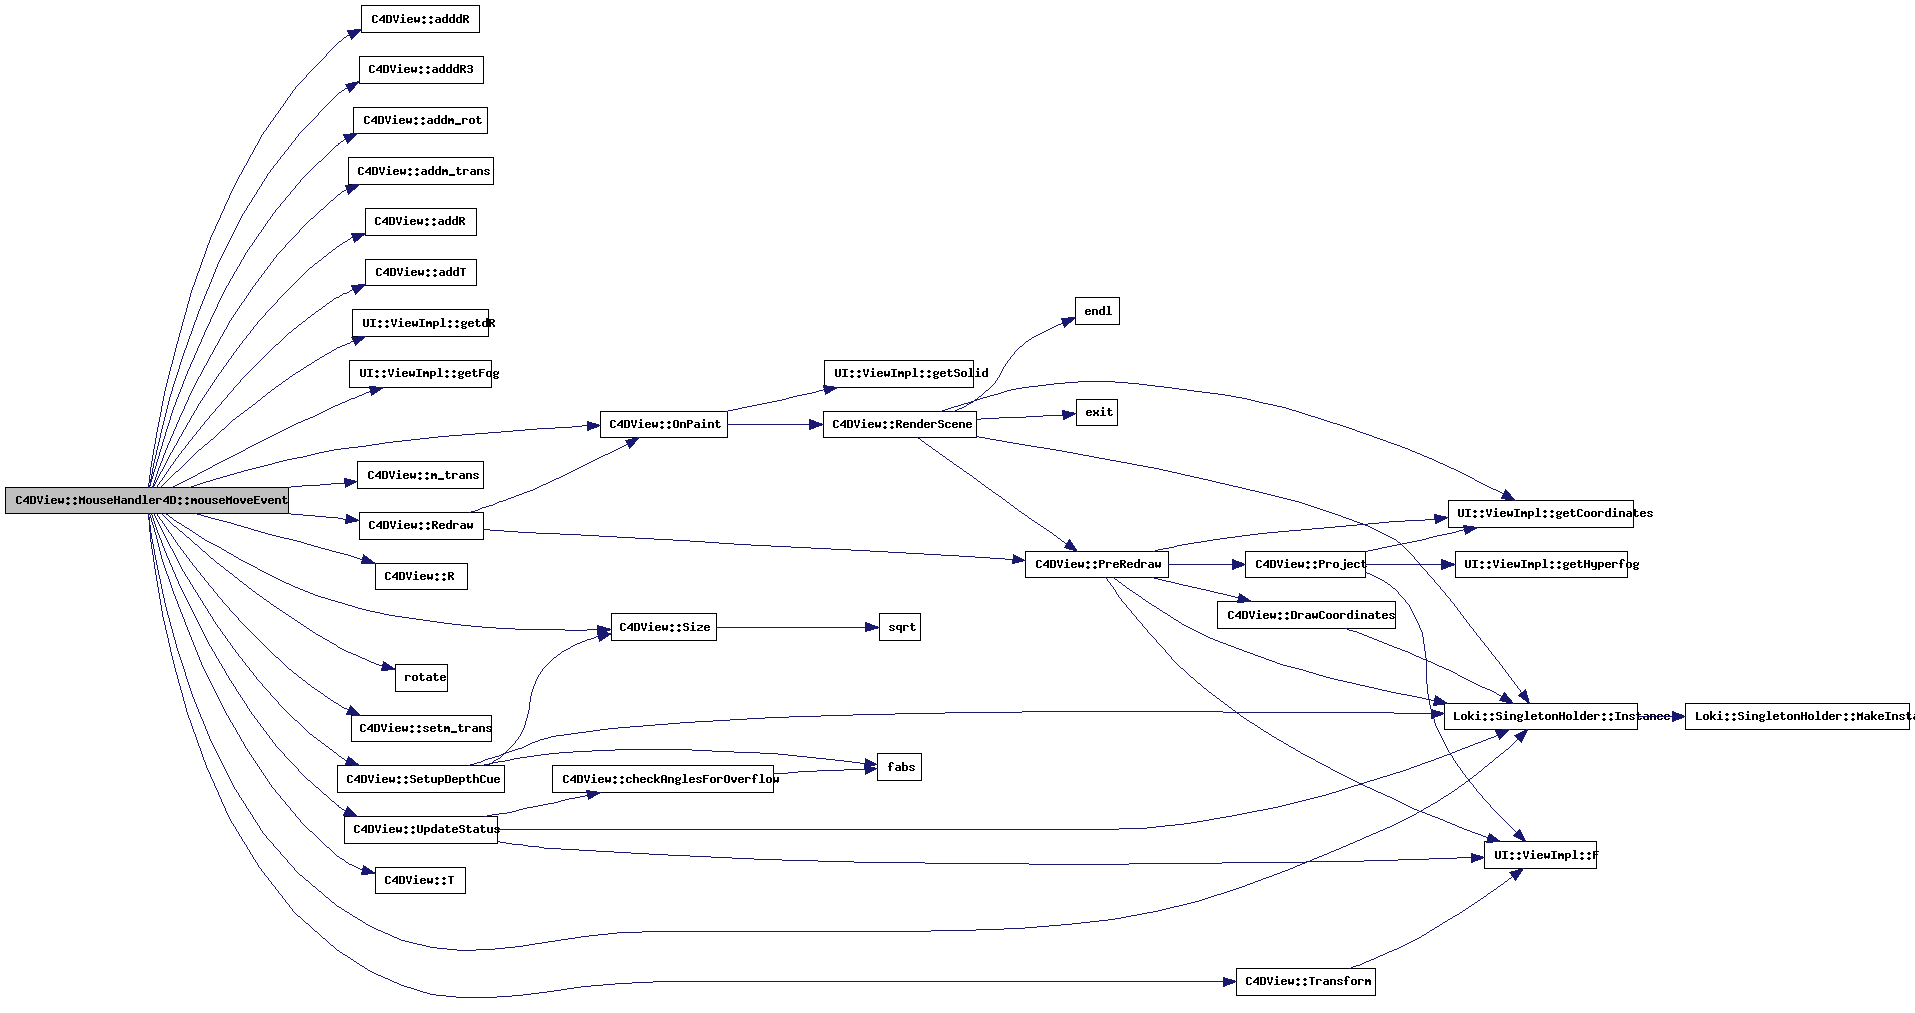 C4DView::adddR
C4DView::adddR3
C4DView::addm_rot
C4DView::addm_trans
C4DView::addR
C4DView::addT
UI::ViewImpl::getdR
UI::ViewImpl::getFog
C4DView::MouseHandler4D::mouseMoveEvent
C4DView::m_trans
C4DView::Redraw
C4DView::R
rotate
C4DView::setm_trans
C4DView::SetupDepthCue
C4DView::UpdateStatus
C4DView::T
C4DView::OnPaint
C4DView::Size
C4DView::checkAnglesForOverflow
UI::ViewImpl::getSolid
C4DView::RenderScene
sqrt
fabs
endl
exit
C4DView::PreRedraw
C4DView::Project
C4DView::DrawCoordinates
C4DView::Transform
UI::ViewImpl::getCoordinates
UI::ViewImpl::getHyperfog
Loki::SingletonHolder::Instance
UI::ViewImpl::F
Loki::SingletonHolder::MakeInsta